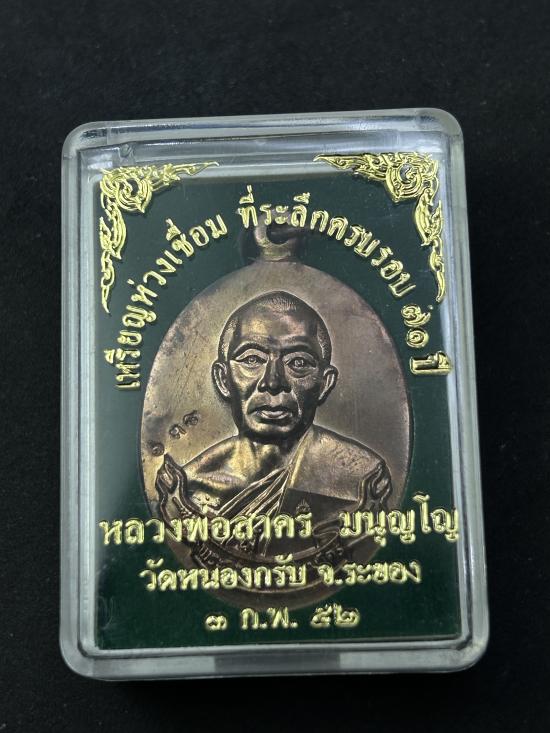 เหรียญห่วงเชื่อม ที่ระลึกครบรอบ ๗๑ ปี
หลวงพ่อสาคร มนุญโญ
วัดหนองกรับ จ.ระยอง
๓ ก.พ. ๕๒